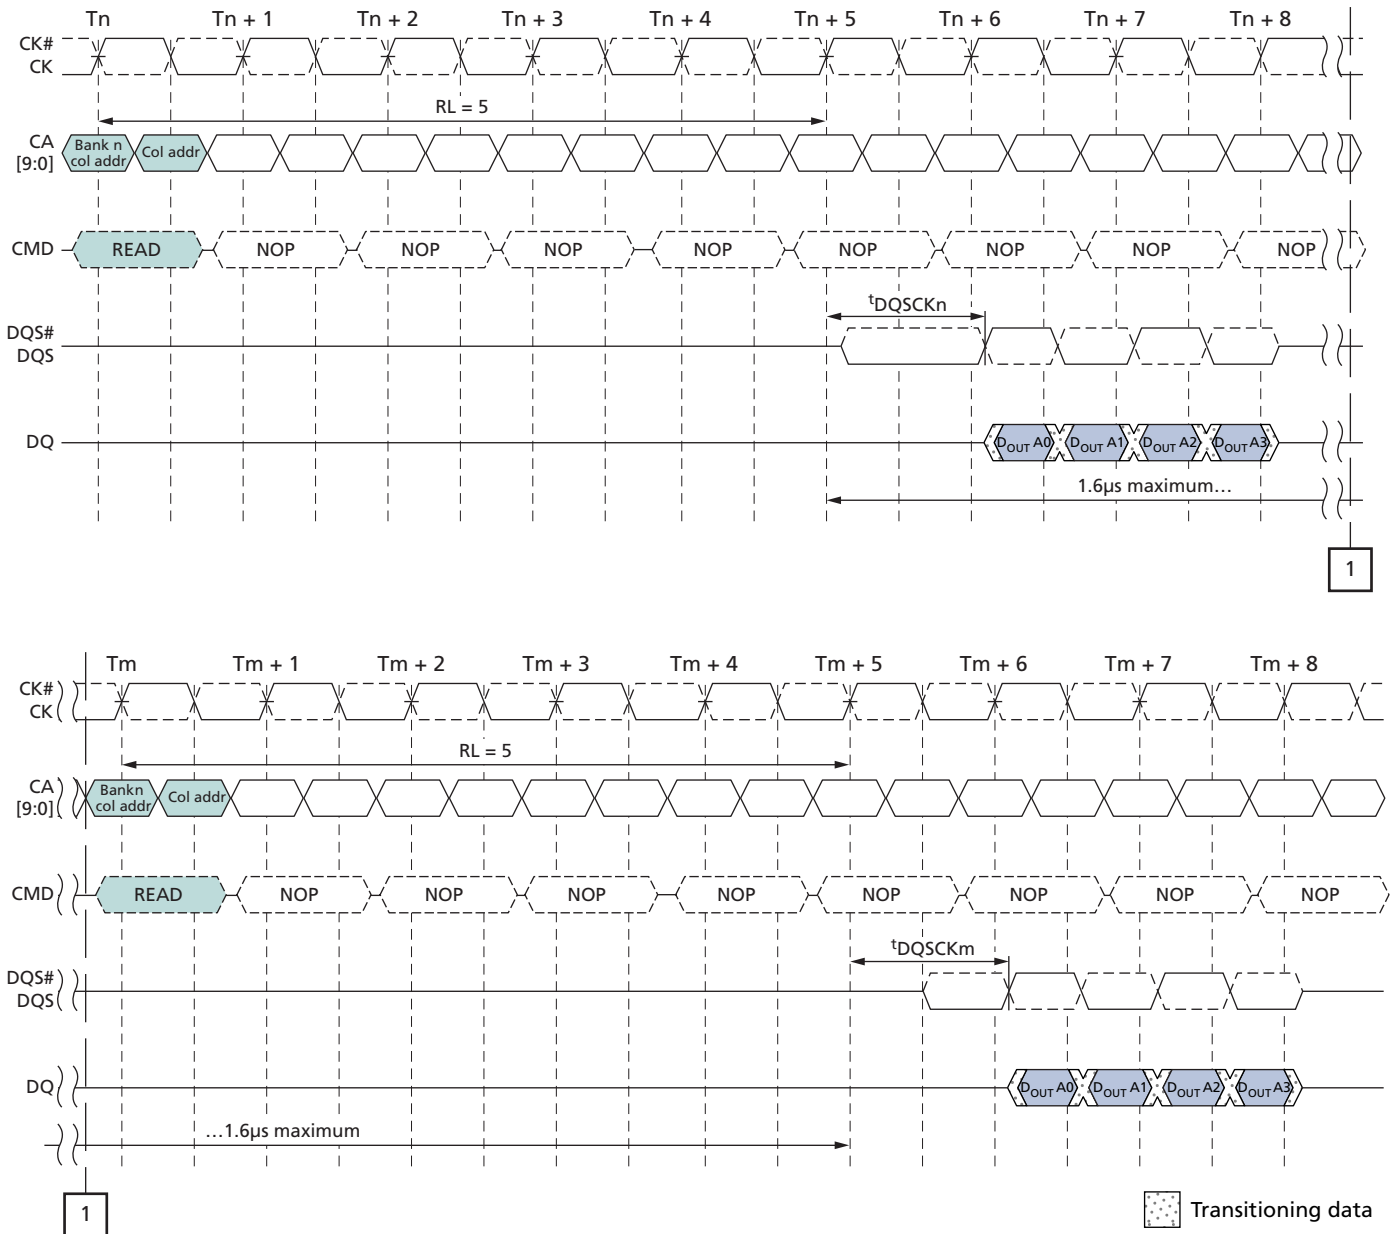 Tn Tn + 1 Tn + 2 Tn + 3 Tn + 4 Tn + 5 Tn + 6 Tn + 7 Tn + 8
CK#
CK
RL = 5
CA
[9:0]
Bank n
col addr
Col addr
CMD READ NOP NOP NOP NOP NOP NOP NOP NOP
tDQSCKn
DQS#
DQS
DQ DOUT A0 DOUT A1 DOUT A2 DOUT A3
1.6µs maximum…
1
Tm Tm + 1 Tm + 2 Tm + 3 Tm + 4 Tm + 5 Tm + 6 Tm + 7 Tm + 8
CK#
CK
RL = 5
CA
[9:0]
Bankn
col addr
Col addr
CMD READ NOP NOP NOP NOP NOP NOP NOP NOP
tDQSCKm
DQS#
DQS
DQ DOUT A0 DOUT A1 DOUT A2 DOUT A3
…1.6µs maximum
1
Transitioning data